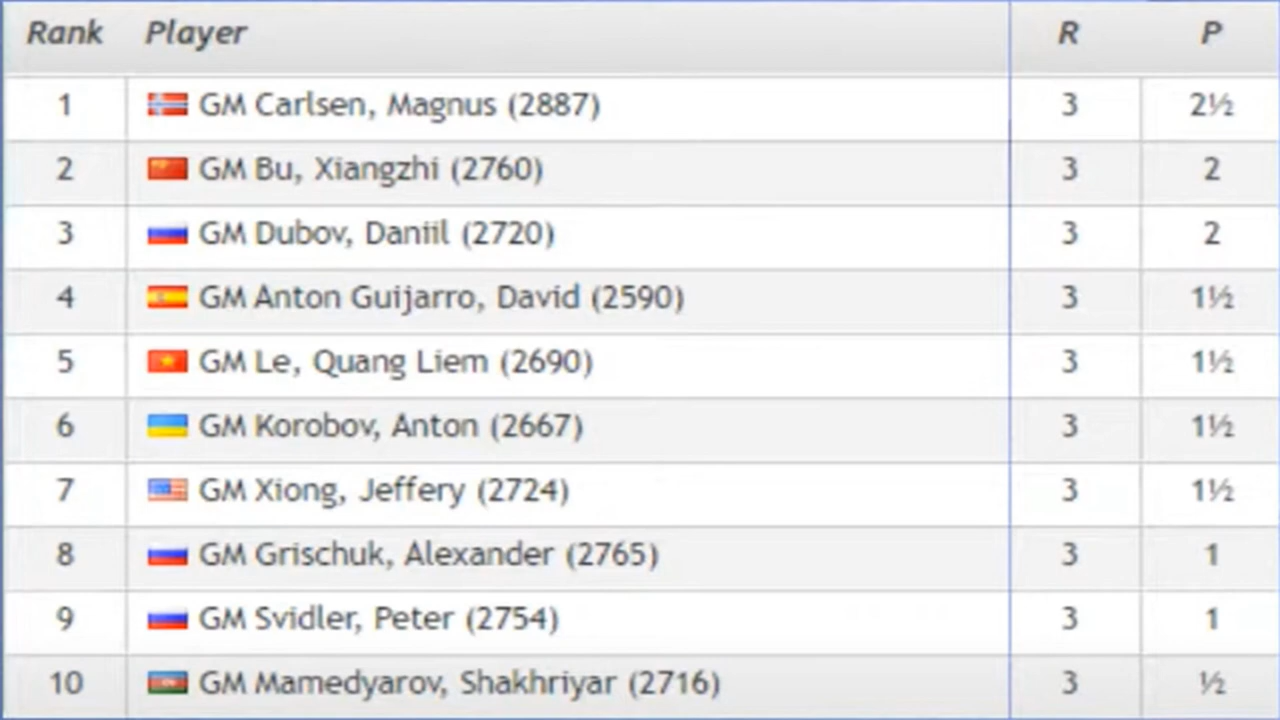 Rank Player R P
1 GM Carlsen, Magnus (2887) 3 2½
2 GM Bu, Xiangzhi (2760) 3 2
3 GM Dubov, Daniil (2720) 3 2
4 GM Anton Guijarro, David (2590) 3 1½
5 GM Le, Quang Liem (2690) 3 1½
6 GM Korobov, Anton (2667) 3 1½
7 GM Xiong, Jeffery (2724) 3 1½
8 GM Grischuk, Alexander (2765) 3 1
9 GM Svidler, Peter (2754) 3 1
10 GM Mamedyarov, Shakhriyar (2716) 3 ½